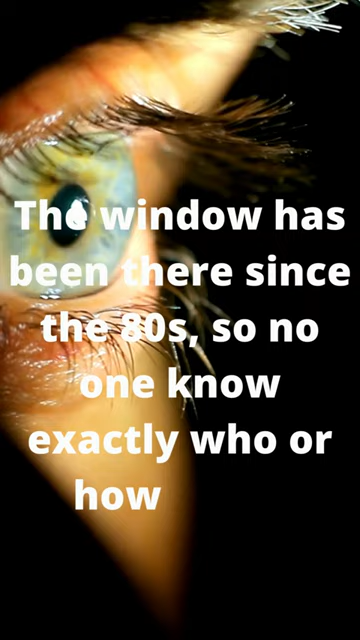 The window has
been there since
the 80s, so no
one know
exactly who or
how